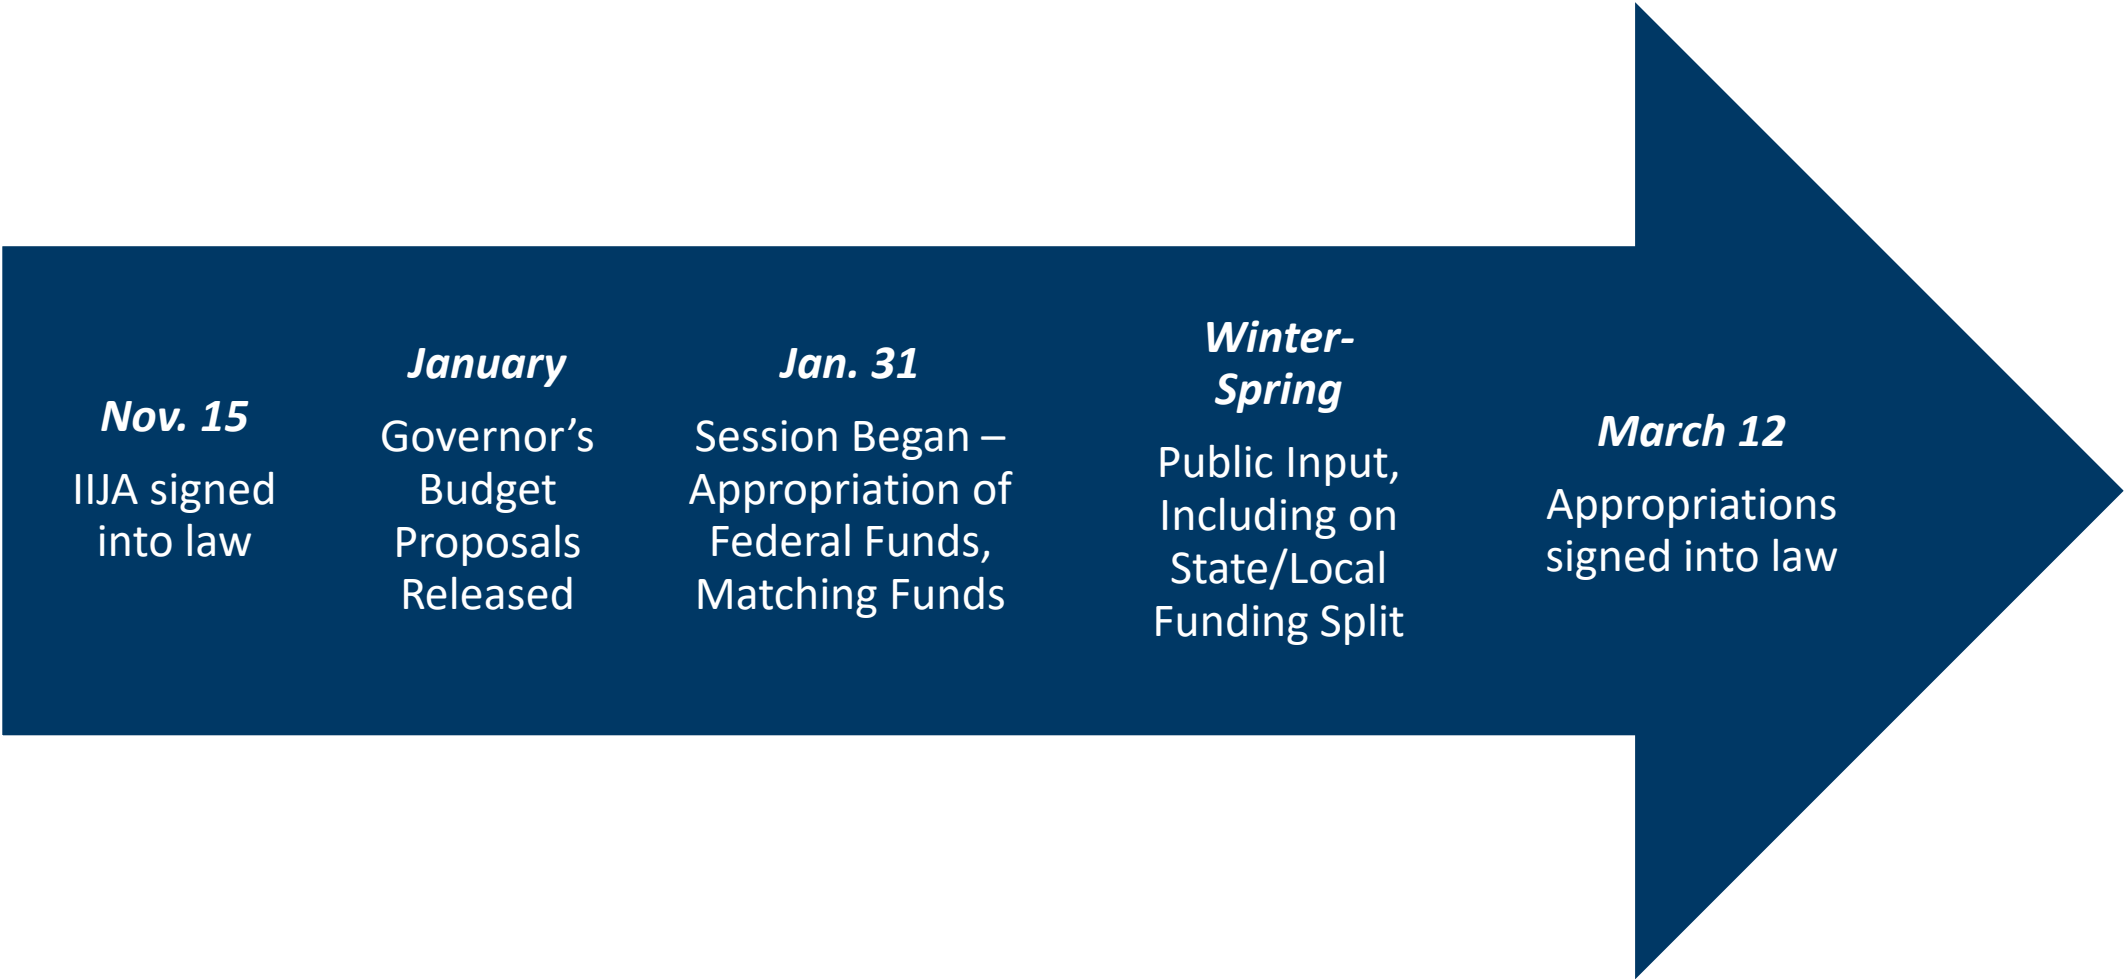 Nov. 15
IIJA signed
into law
January
Governor’s
Budget
Proposals
Released
Jan. 31
Session Began –
Appropriation of
Federal Funds,
Matching Funds
Winter-
Spring
Public Input,
Including on
State/Local
Funding Split
March 12
Appropriations
signed into law